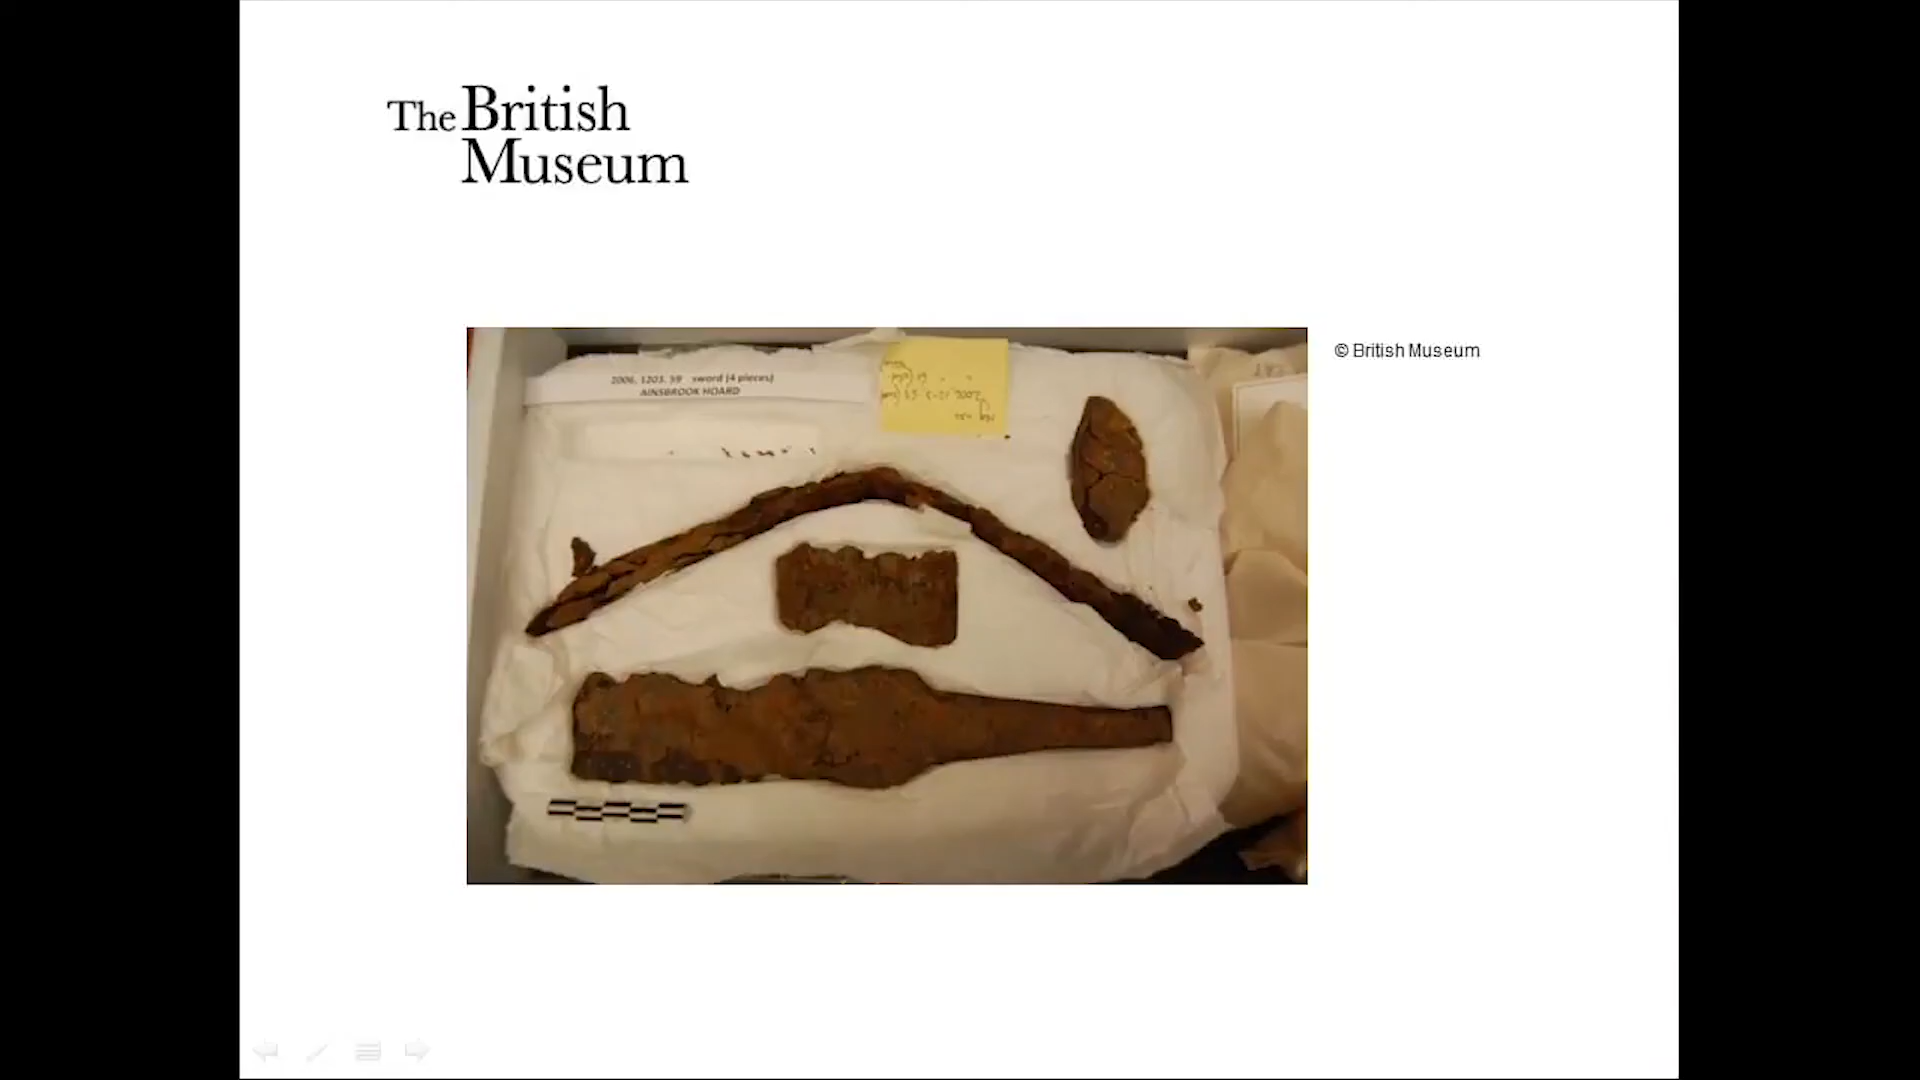 The British
Museum
© British Museum
2006, 1203. 59 sword (4 pieces)
AINSBROOK HOARD